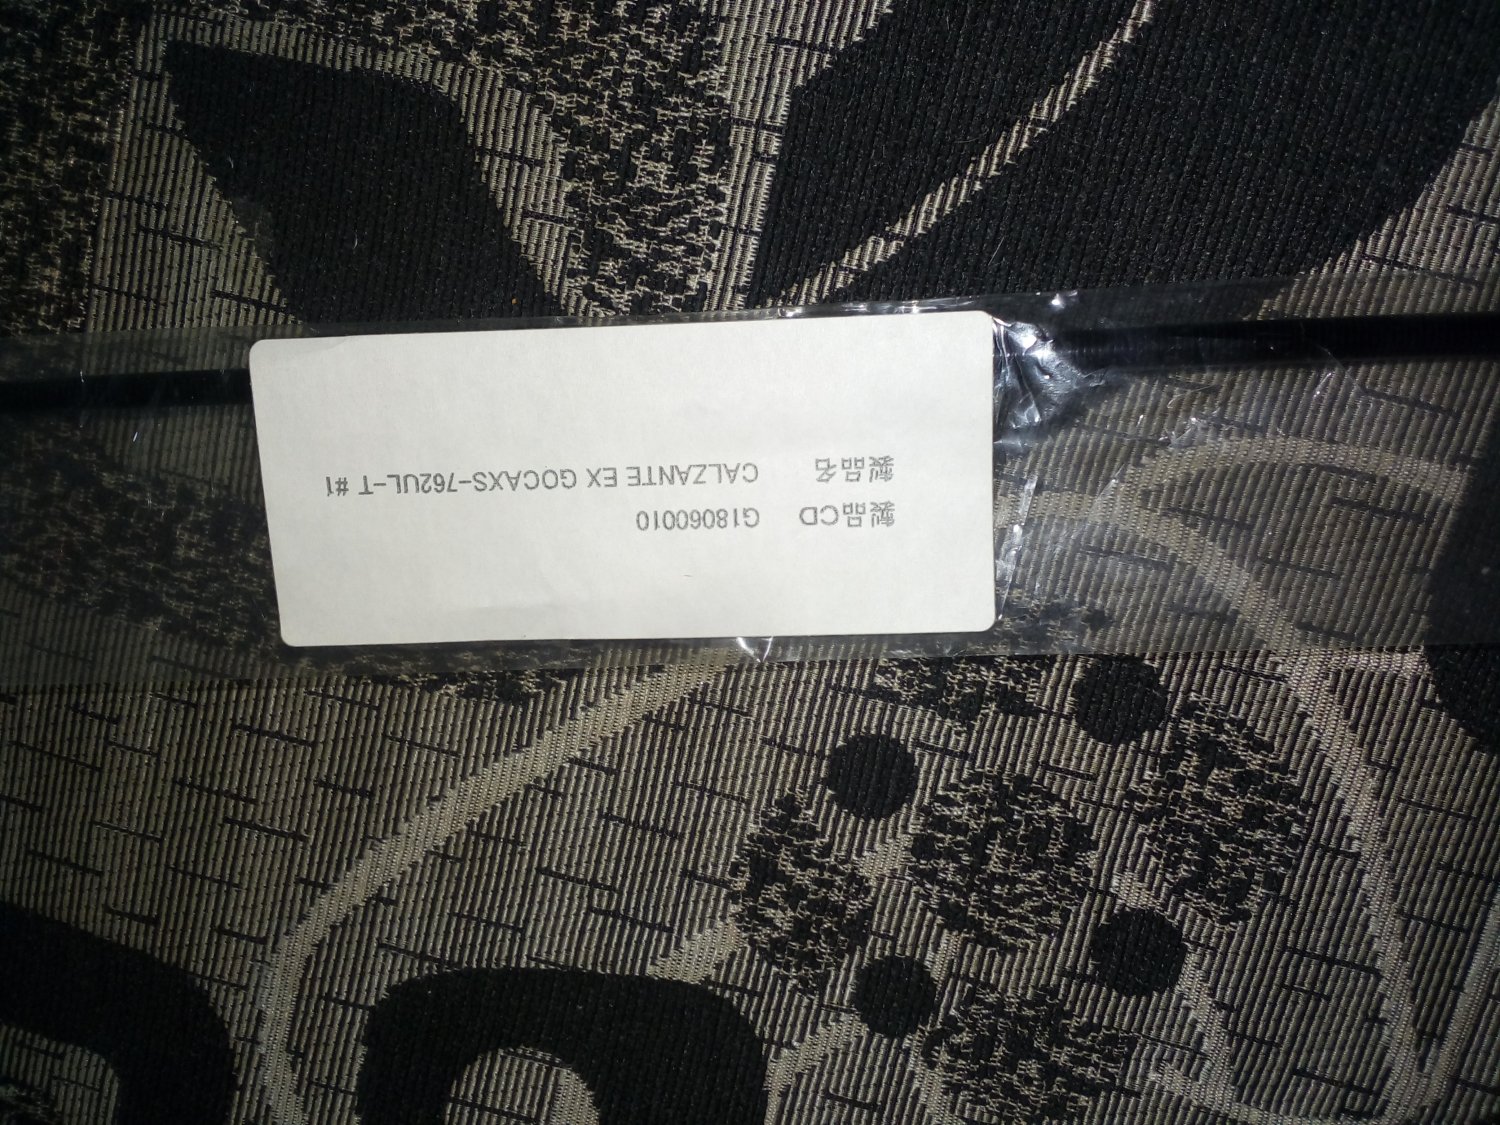 製品CD G18060010
製品名 CALZANTE EX GOCAXS-762UL-T #1